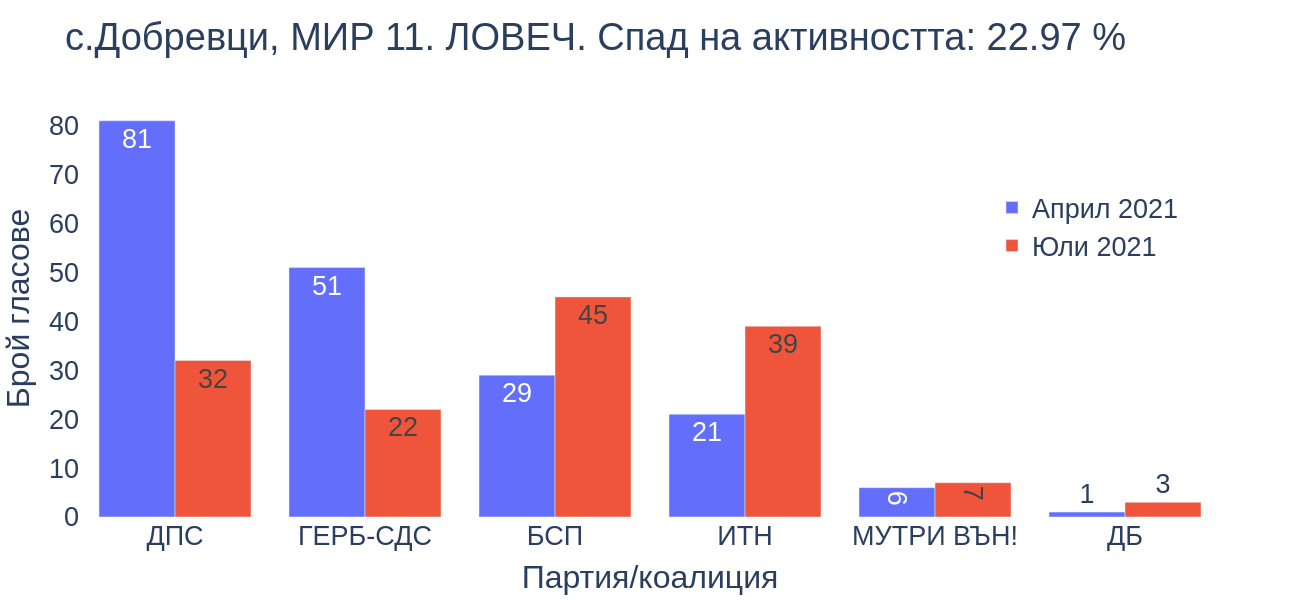 с.Добревци, МИР 11. ЛОВЕЧ. Спад на активността: 22.97 %
Брой гласове
80
70
60
50
40
30
20
10
0
81
32
51
22
29
45
21
39
6
7
1
3
Април 2021
Юли 2021
ДПС
ГЕРБ-СДС
БСП
ИТН
МУТРИ ВЪН!
ДБ
Партия/коалиция